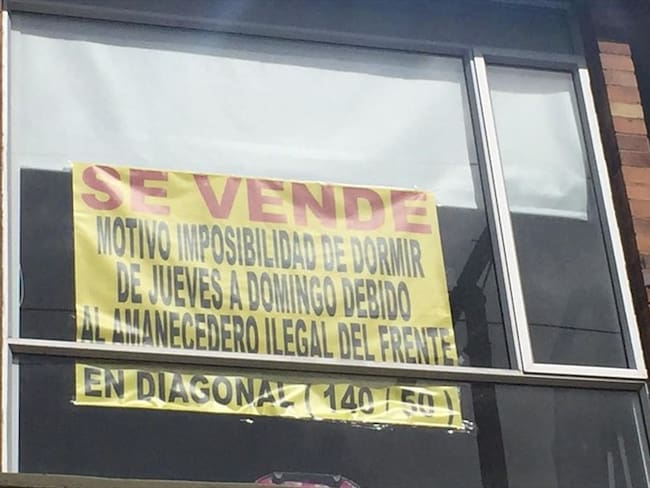 SE VENDE
MOTIVO IMPOSIBILIDAD DE DORMIR
DE JUEVES A DOMINGO DEBIDO
AL AMANECEDERO ILEGAL DEL FRENTE
EN DIAGONAL ( 140 / 50 )